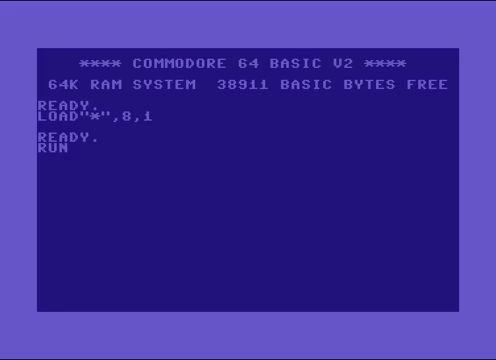 **** COMMODORE 64 BASIC V2 ****
64K RAM SYSTEM  38911 BASIC BYTES FREE
READY.
LOAD"*",8,1
READY.
RUN